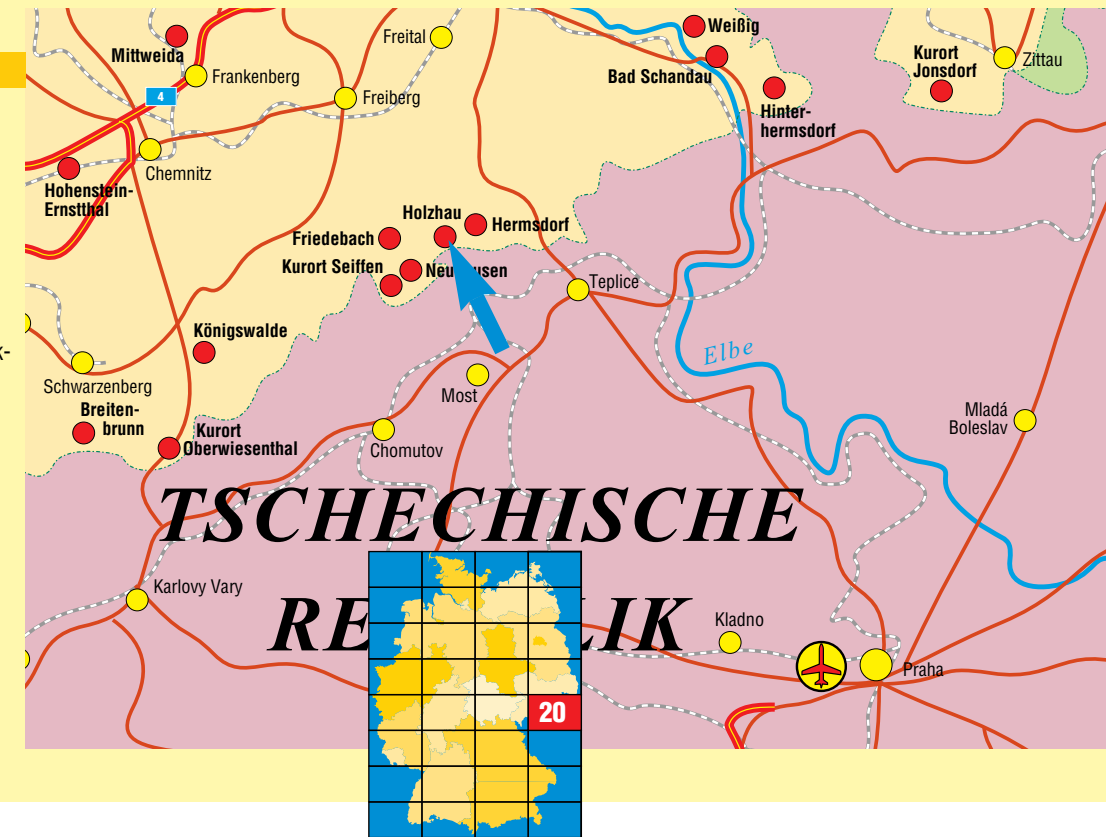 Weißig
Mittweida
Freital
Kurort
Jonsdorf
Zittau
Frankenberg
Bad Schandau
4
Freiberg
Hinter-
hermsdorf
Chemnitz
Hohenstein-
Ernstthal
Holzhau
Hermsdorf
Friedebach
Kurort Seiffen
Teplice
Königswalde
k-
Elbe
Schwarzenberg
Most
Breiten-
brunn
Mladá
Boleslav
Kurort
Oberwiesenthal
Chomutov
TSCHECHISCHE
Karlovy Vary
Kladno
Praha
20